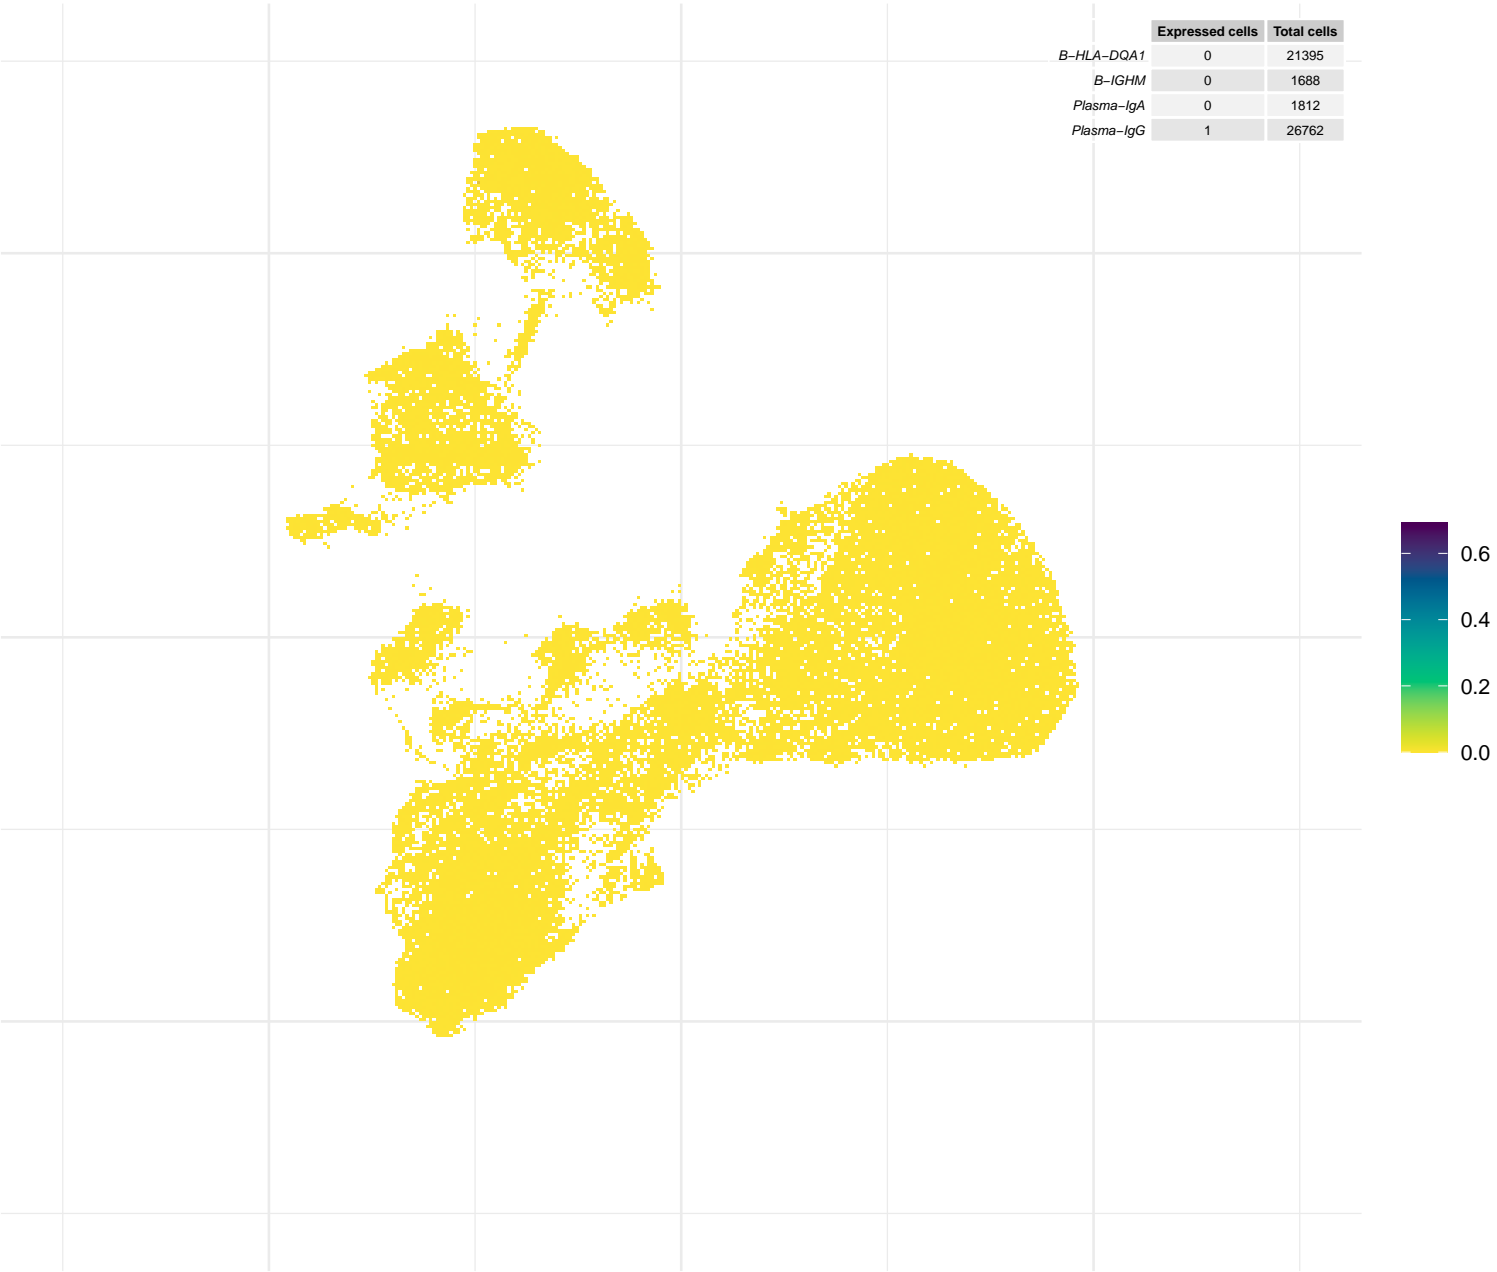 Expressed cells Total cells
B−HLA−DQA1 0 21395
B−IGHM 0 1688
Plasma−IgA 0 1812
Plasma−IgG 1 26762
0.6
0.4
0.2
0.0